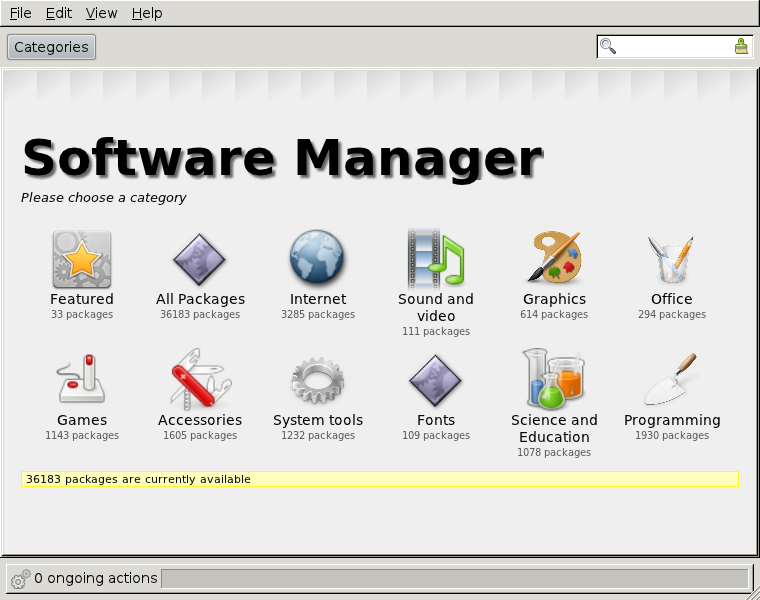 File Edit View Help
Categories
Software Manager
Please choose a category
Featured
33 packages
All Packages
36183 packages
Internet
3285 packages
Sound and
video
111 packages
Graphics
614 packages
Office
294 packages
Games
1143 packages
Accessories
1605 packages
System tools
1232 packages
Fonts
109 packages
Science and
Education
1078 packages
Programming
1930 packages
36183 packages are currently available
0 ongoing actions